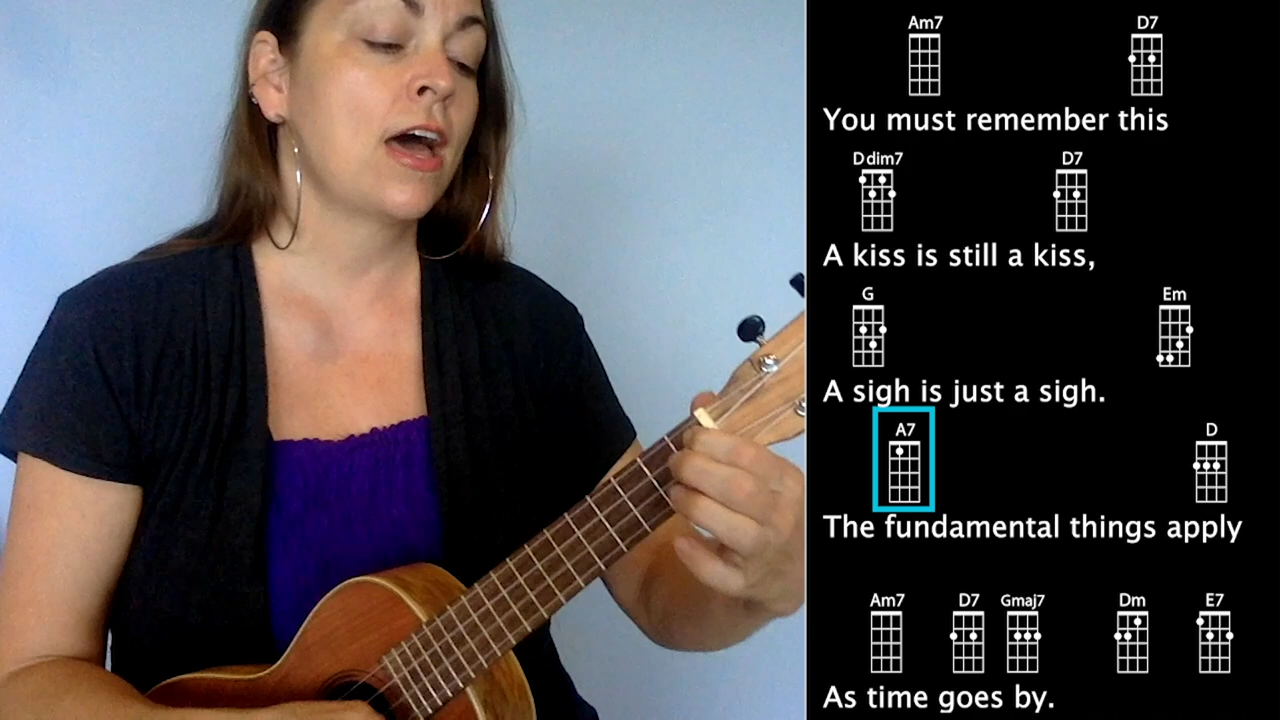 Am7 D7
You must remember this
D dim7 D7
A kiss is still a kiss,
G Em
A sigh is just a sigh.
A7 D
The fundamental things apply
Am7 D7 Gmaj7 Dm E7
As time goes by.